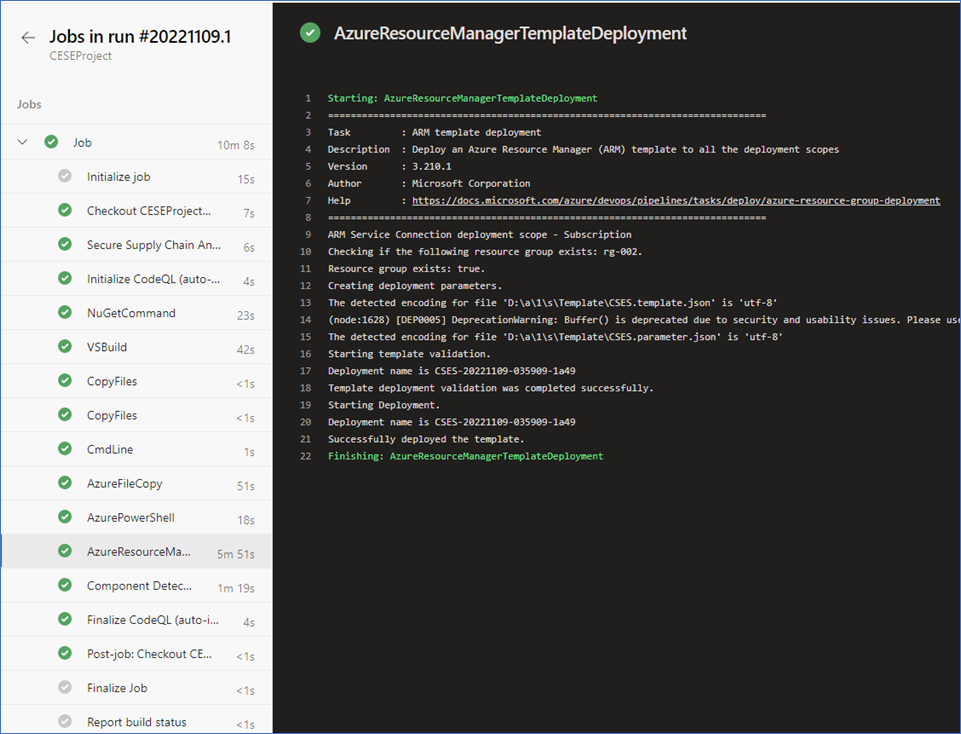 Jobs in run #20221109.1
CESEProject
Jobs
Job 10m 8s
Initialize job 15s
Checkout CESEProject... 7s
Secure Supply Chain An... 6s
Initialize CodeQL (auto-... 4s
NuGetCommand 23s
VSBuild 42s
CopyFiles <1s
CopyFiles <1s
CmdLine 1s
AzureFileCopy 51s
AzurePowerShell 18s
AzureResourceMa... 5m 51s
Component Detec... 1m 19s
Finalize CodeQL (auto-i... 4s
Post-job: Checkout CE... <1s
Finalize Job <1s
Report build status <1s
AzureResourceManagerTemplateDeployment
1 Starting: AzureResourceManagerTemplateDeployment
2 ==============================================================================
3 Task : ARM template deployment
4 Description : Deploy an Azure Resource Manager (ARM) template to all the deployment scopes
5 Version : 3.210.1
6 Author : Microsoft Corporation
7 Help : https://docs.microsoft.com/azure/devops/pipelines/tasks/deploy/azure-resource-group-deployment
8 ==============================================================================
9 ARM Service Connection deployment scope - Subscription
10 Checking if the following resource group exists: rg-002.
11 Resource group exists: true.
12 Creating deployment parameters.
13 The detected encoding for file 'D:\a\1\s\Template\CSES.template.json' is 'utf-8'
14 (node:1628) [DEP0005] DeprecationWarning: Buffer() is deprecated due to security and usability issues. Please use
15 The detected encoding for file 'D:\a\1\s\Template\CSES.parameter.json' is 'utf-8'
16 Starting template validation.
17 Deployment name is CSES-20221109-035909-1a49
18 Template deployment validation was completed successfully.
19 Starting Deployment.
20 Deployment name is CSES-20221109-035909-1a49
21 Successfully deployed the template.
22 Finishing: AzureResourceManagerTemplateDeployment